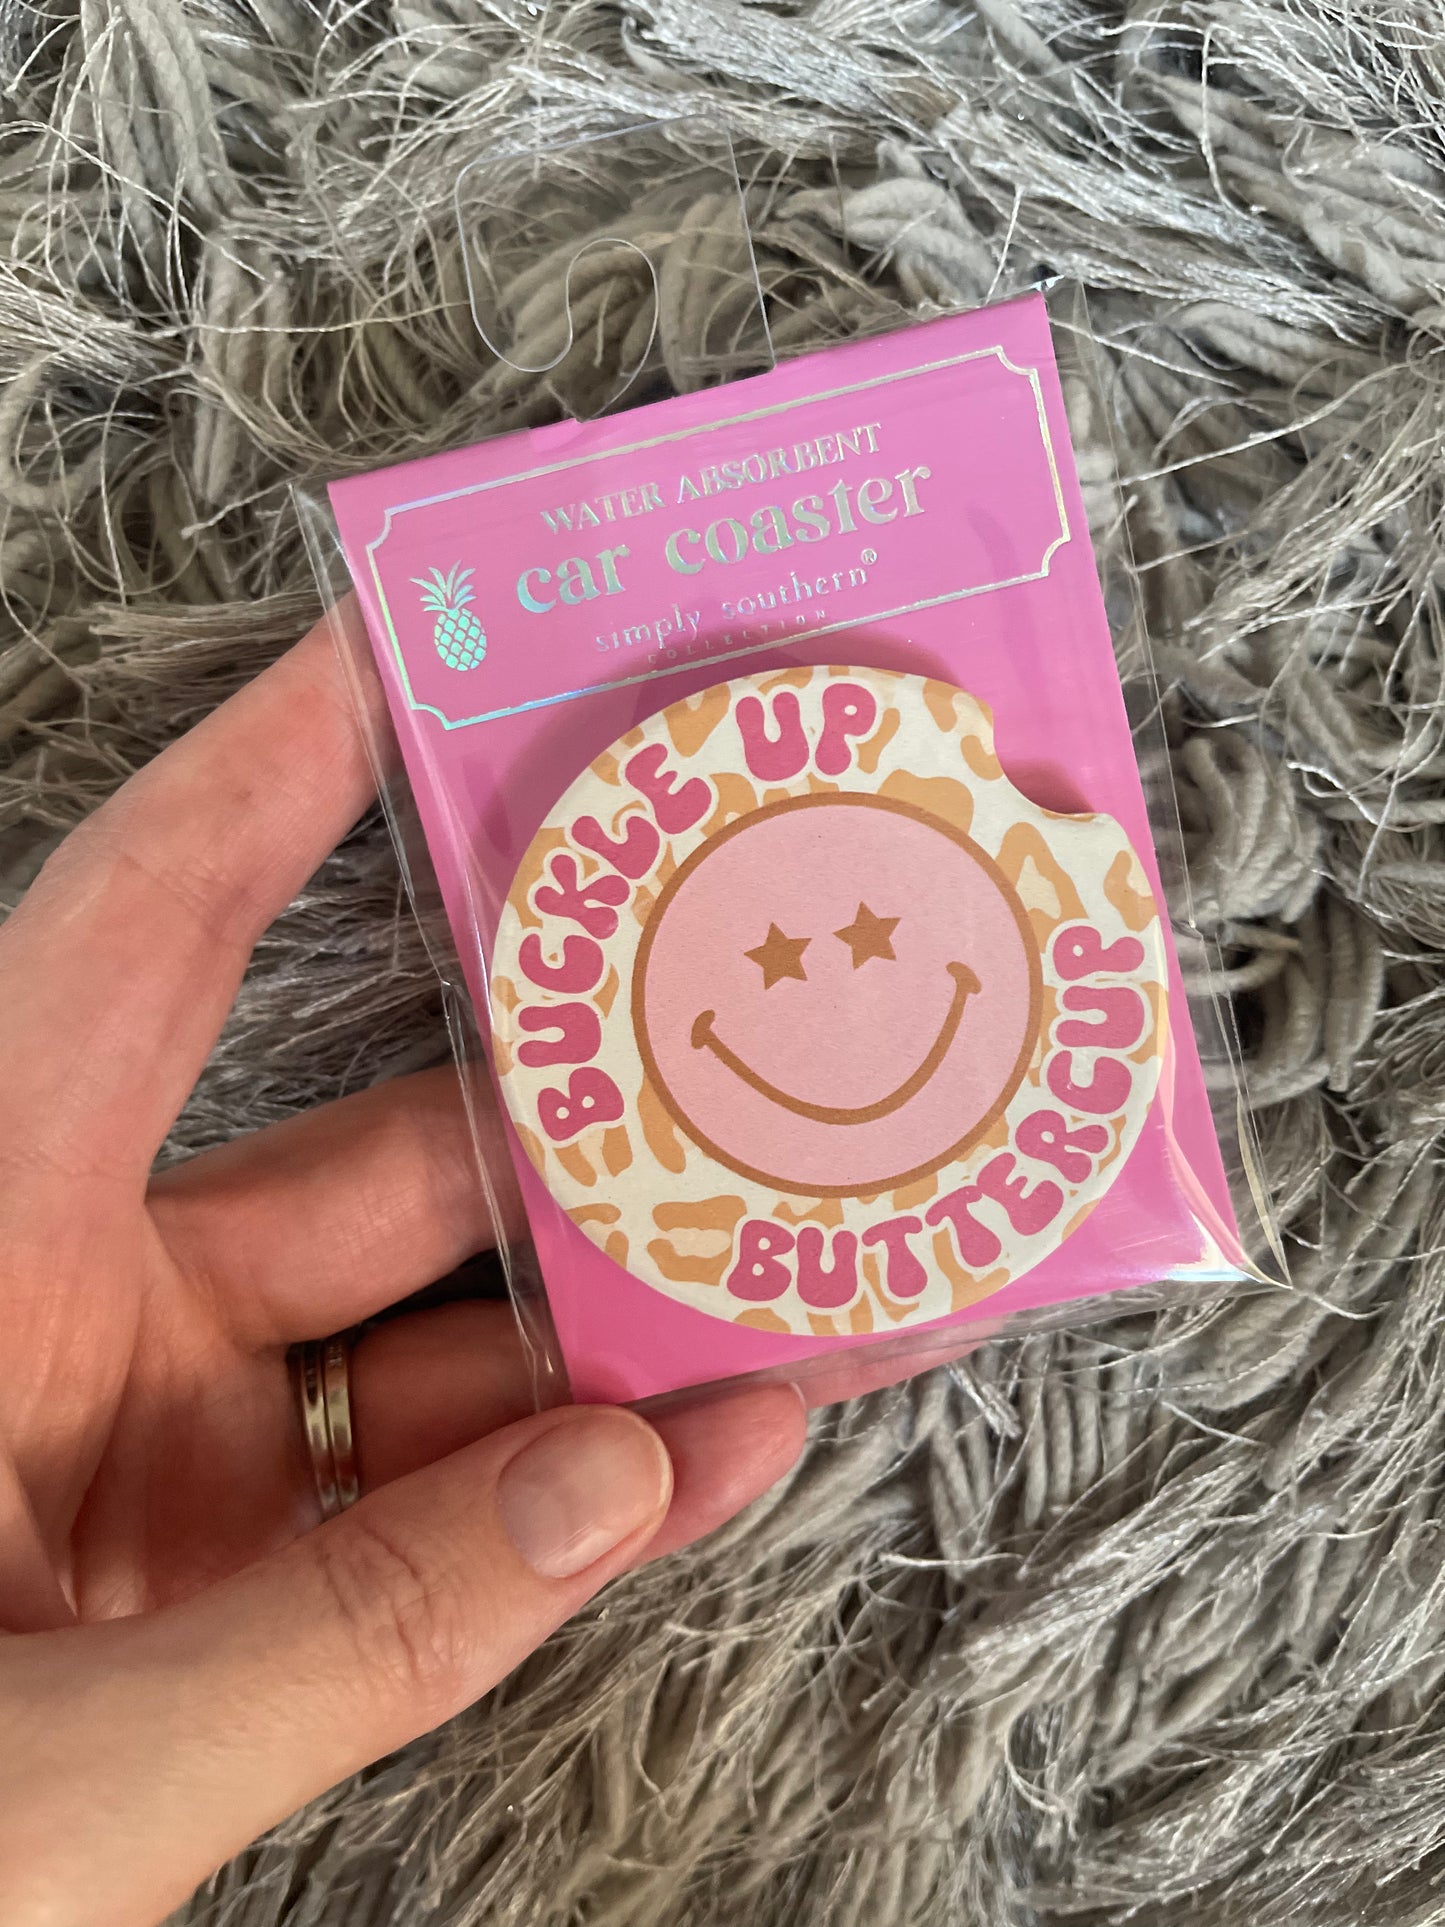 WATER ABSORBENT
car coaster
simply southern®
COLLECTION
BUCKLE UP
BUTTERCUP